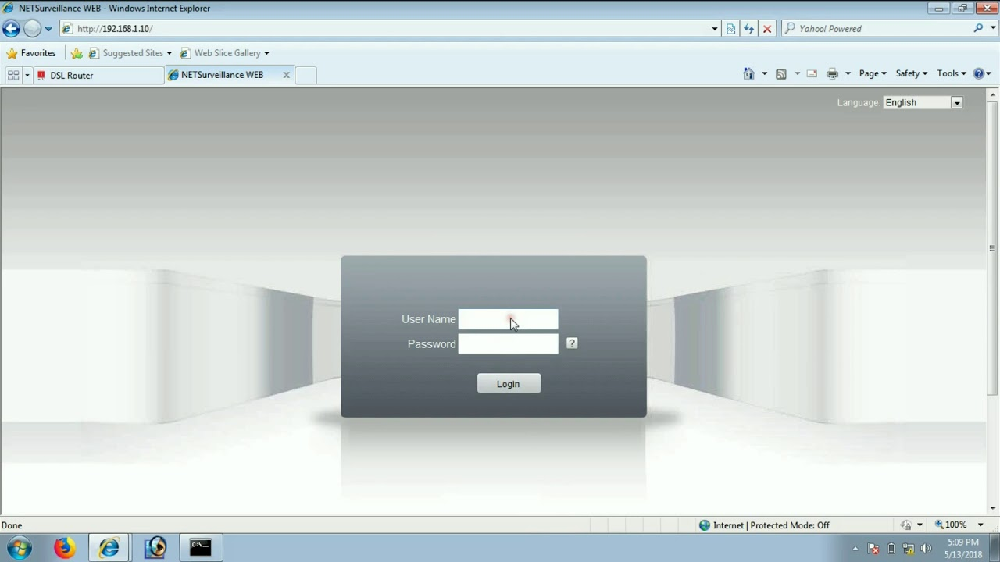 NETSurveillance WEB - Windows Internet Explorer
http://192.168.1.10/
Yahoo! Powered
Favorites Suggested Sites Web Slice Gallery
DSL Router NETSurveillance WEB x Page Safety Tools
Language: English
User Name
Password ?
Login
Done Internet | Protected Mode: Off 100%
C:\.
5:09 PM
5/13/2018